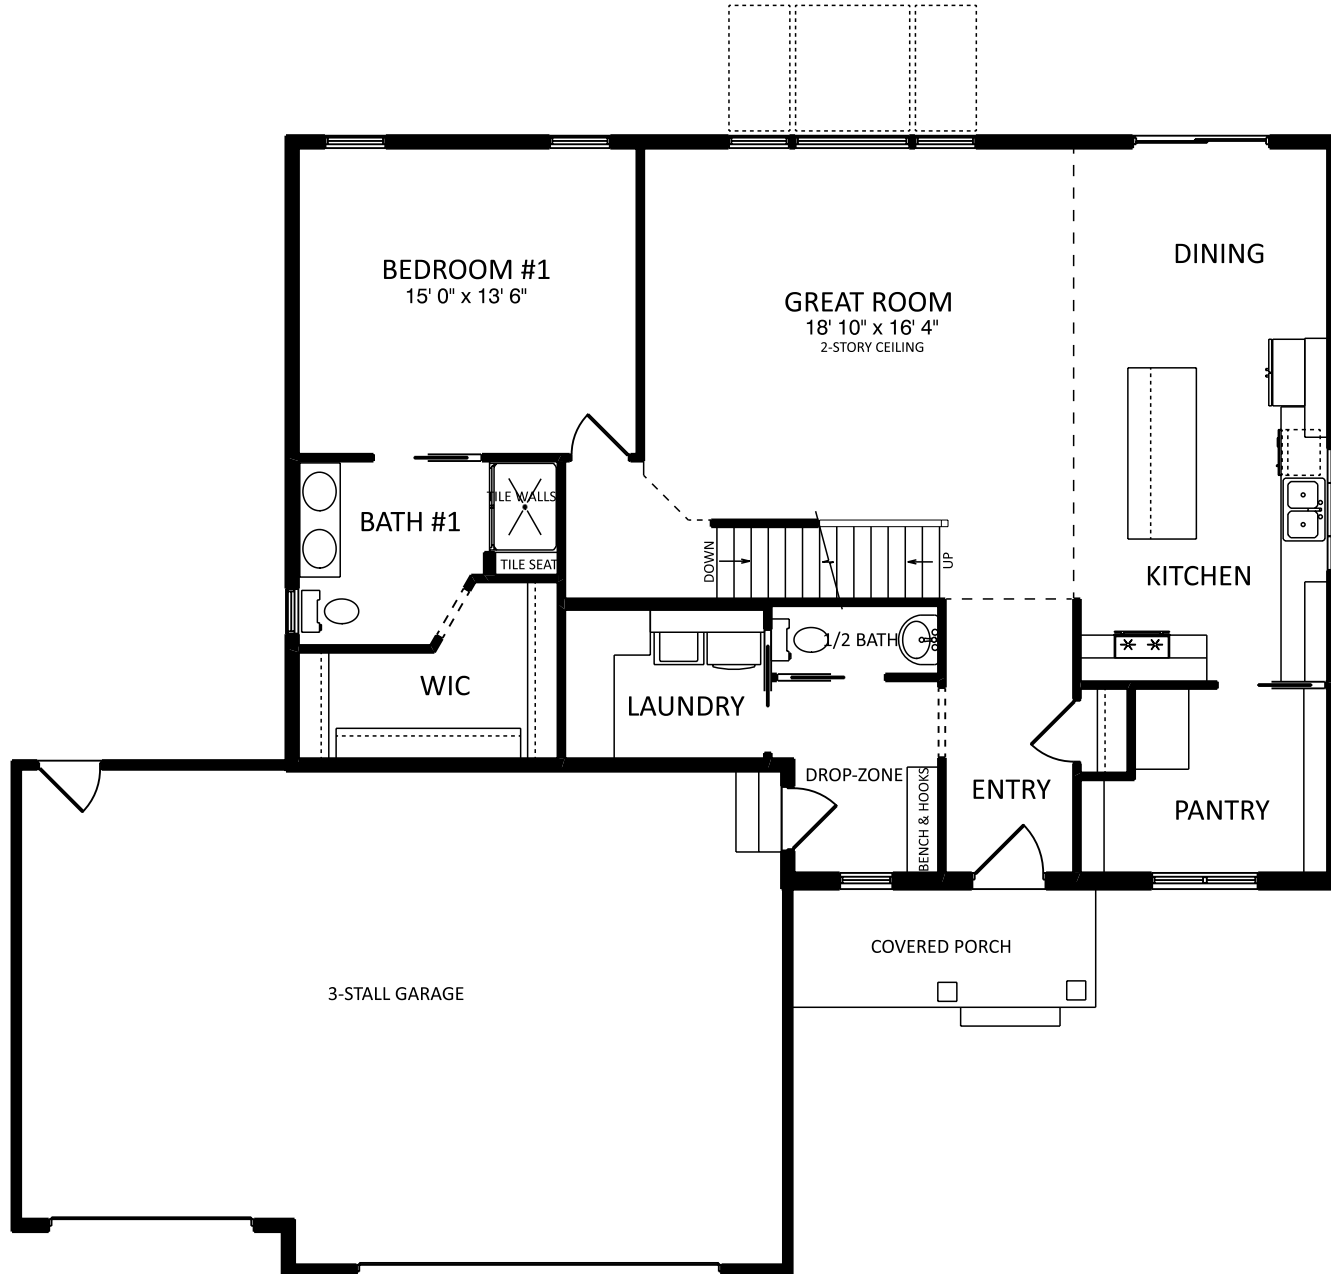 DINING
BEDROOM #1
15' 0" x 13' 6"
GREAT ROOM
18' 10" x 16' 4"
2-STORY CEILING
TILE WALLS
BATH #1
TILE SEAT
DOWN
UP
KITCHEN
1/2 BATH
WIC
LAUNDRY
DROP-ZONE
BENCH & HOOKS
ENTRY
PANTRY
COVERED PORCH
3-STALL GARAGE